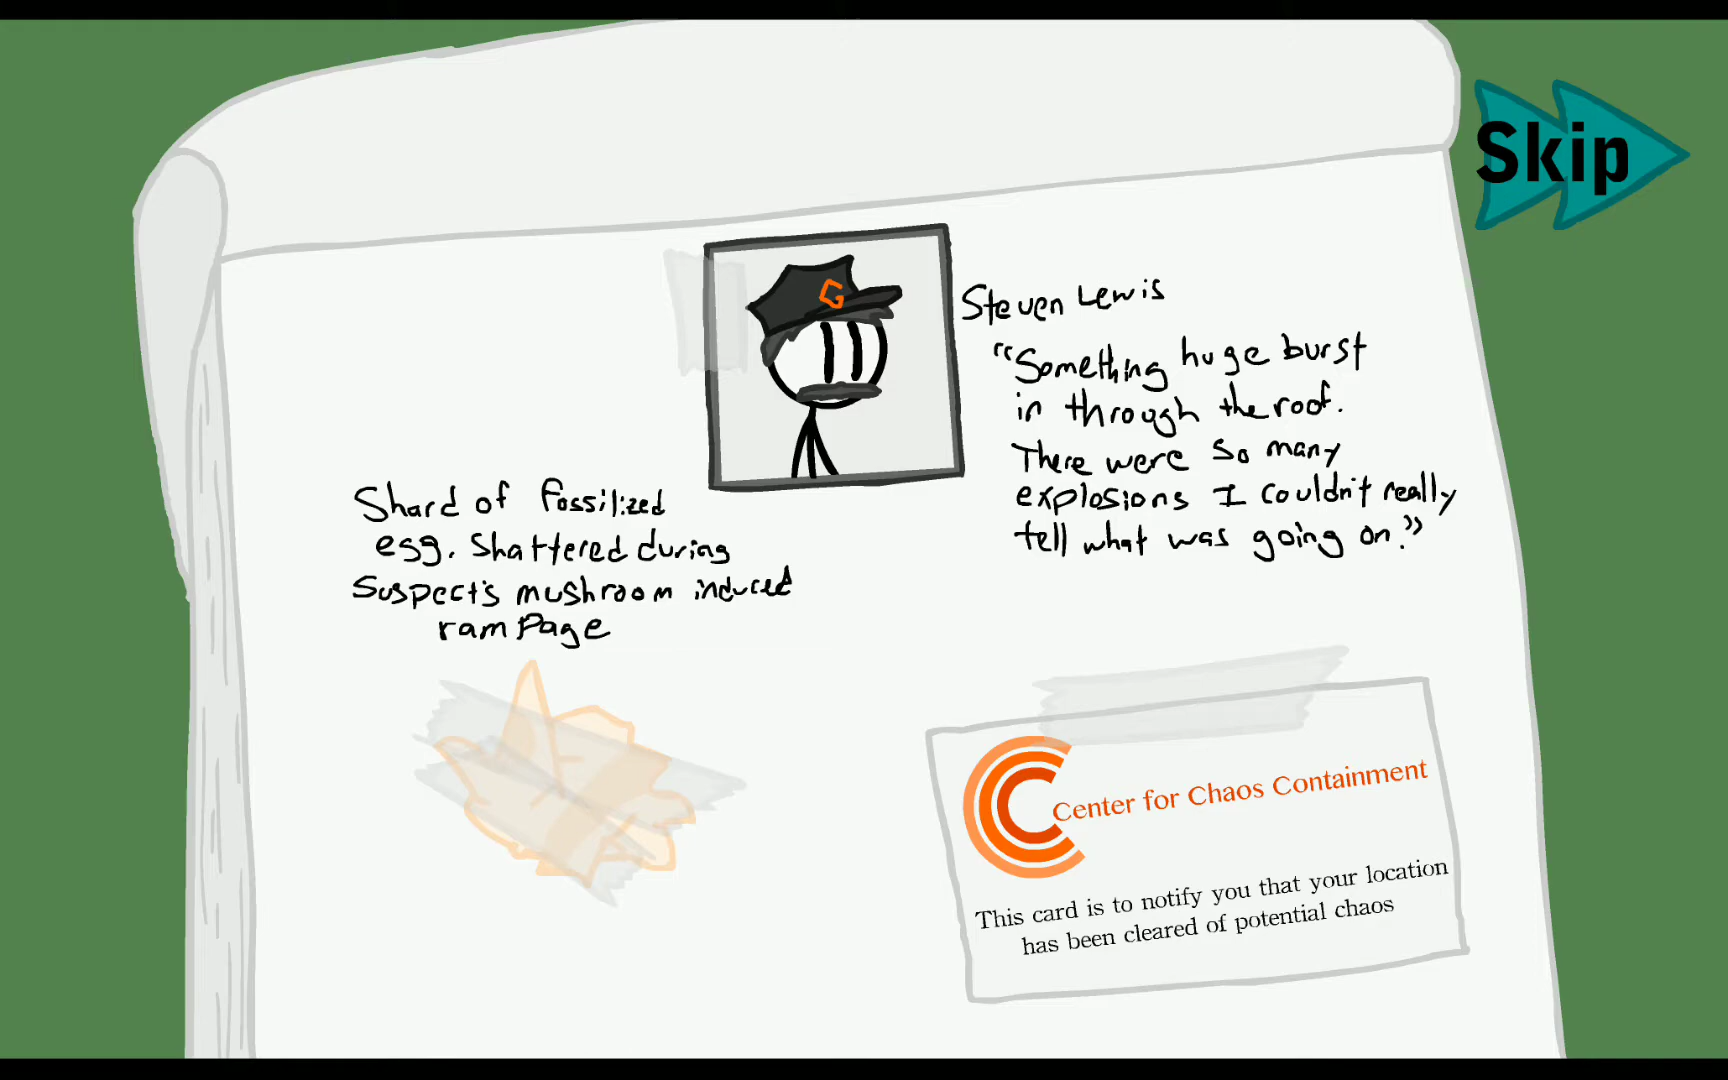 Skip
G
Steven Lewis
"Something huge burst
in through the roof.
There were so many
explosions I couldn't really
tell what was going on."
Shard of fossilized
egg. Shattered during
Suspect's mushroom induced
rampage
Center for Chaos Containment
This card is to notify you that your location
has been cleared of potential chaos